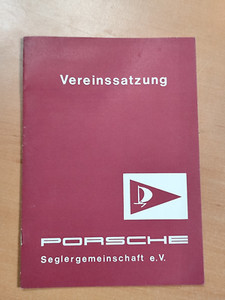 Vereinssatzung
PORSCHE
Seglergemeinschaft e.V.